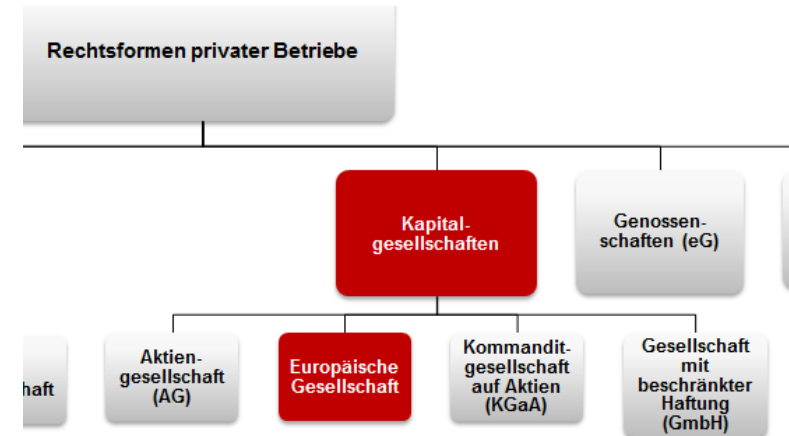 Rechtsformen privater Betriebe
Kapital-
gesellschaften
Genossen-
schaften (eG)
haft
Aktien-
gesellschaft
(AG)
Europäische
Gesellschaft
Kommandit-
gesellschaft
auf Aktien
(KGaA)
Gesellschaft
mit
beschränkter
Haftung
(GmbH)